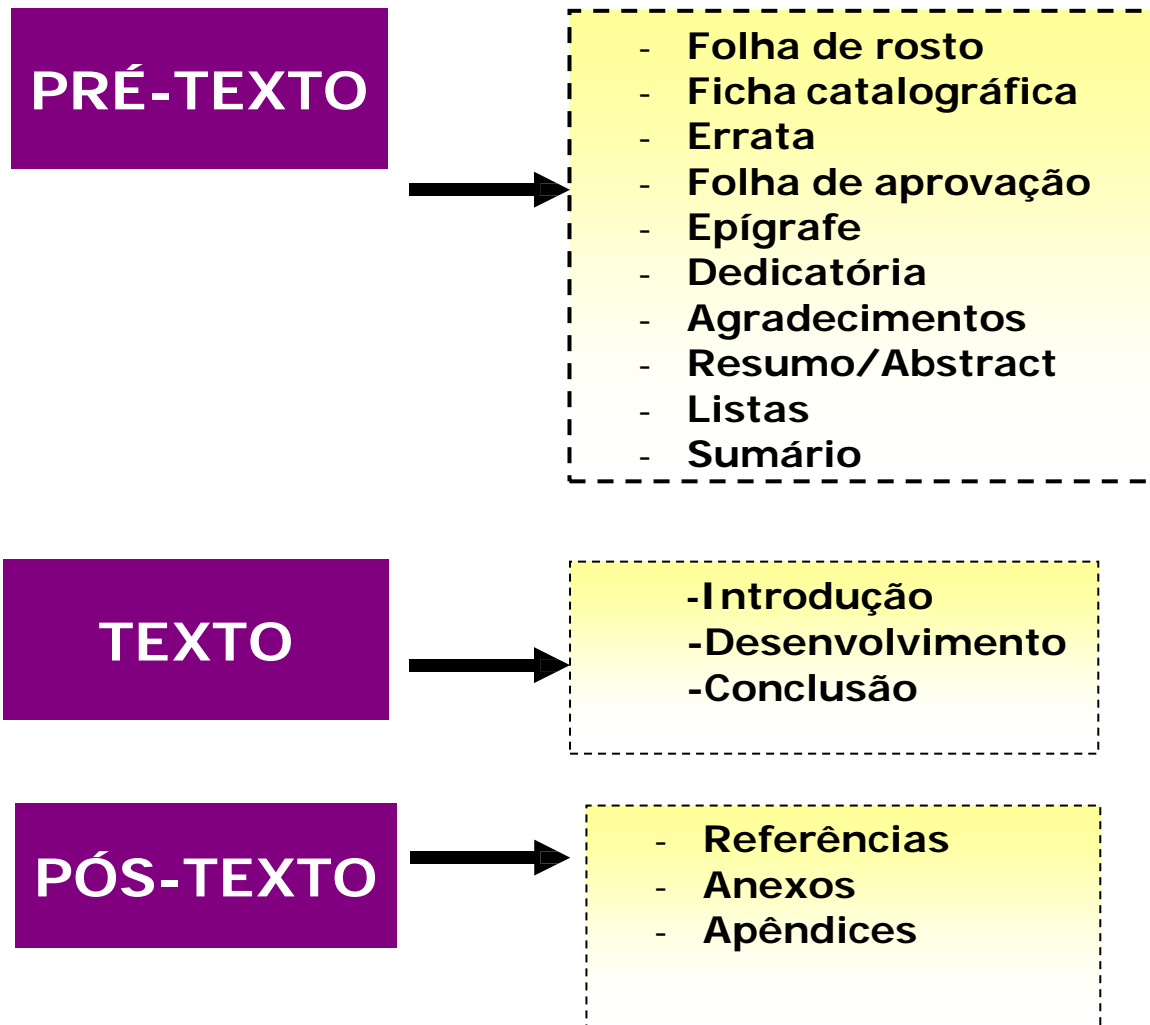 PRÉ-TEXTO
- Folha de rosto
- Ficha catalográfica
- Errata
- Folha de aprovação
- Epígrafe
- Dedicatória
- Agradecimentos
- Resumo/Abstract
- Listas
- Sumário
TEXTO
-Introdução
-Desenvolvimento
-Conclusão
PÓS-TEXTO
- Referências
- Anexos
- Apêndices